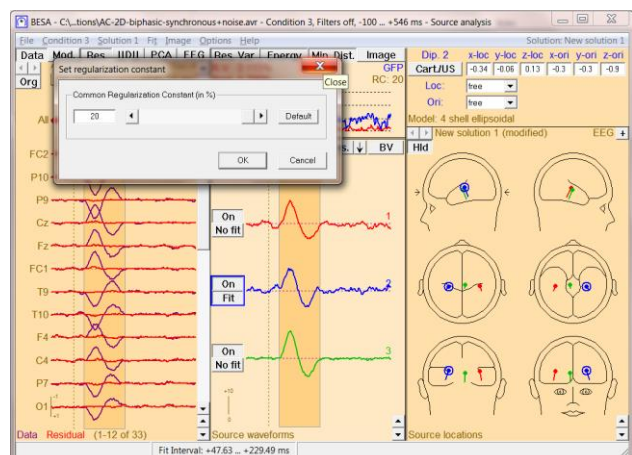 BESA - C:\...tions\AC-2D-biphasic-synchronous+noise.avr - Condition 3, Filters off, -100 ... +546 ms - Source analysis
File Condition 3 Solution 1 Fit Image Options Help
Solution: New solution 1
Data Mod Res UDII PCA EEG Res Var Energy Min Dist. Image
Dip. 2 x-loc y-loc z-loc x-ori y-ori z-ori
Cart./US -0.34 -0.06 0.13 -0.3 0.3 -0.9
Org
Set regularization constant
Close
GFP
RC: 20
Loc: free
Ori: free
Common Regularization Constant (in %)
20
Default
OK
Cancel
Model: 4 shell ellipsoidal
New solution 1 (modified) EEG +
BV
Hld
FC2
P10
P9
Cz
Fz
FC1
T9
T10
F4
C4
P7
O1
On
No fit
1
On
Fit
2
On
No fit
3
+10
Data Residual (1-12 of 33)
Source waveforms
Source locations
Fit Interval: +47.63 ... +229.49 ms